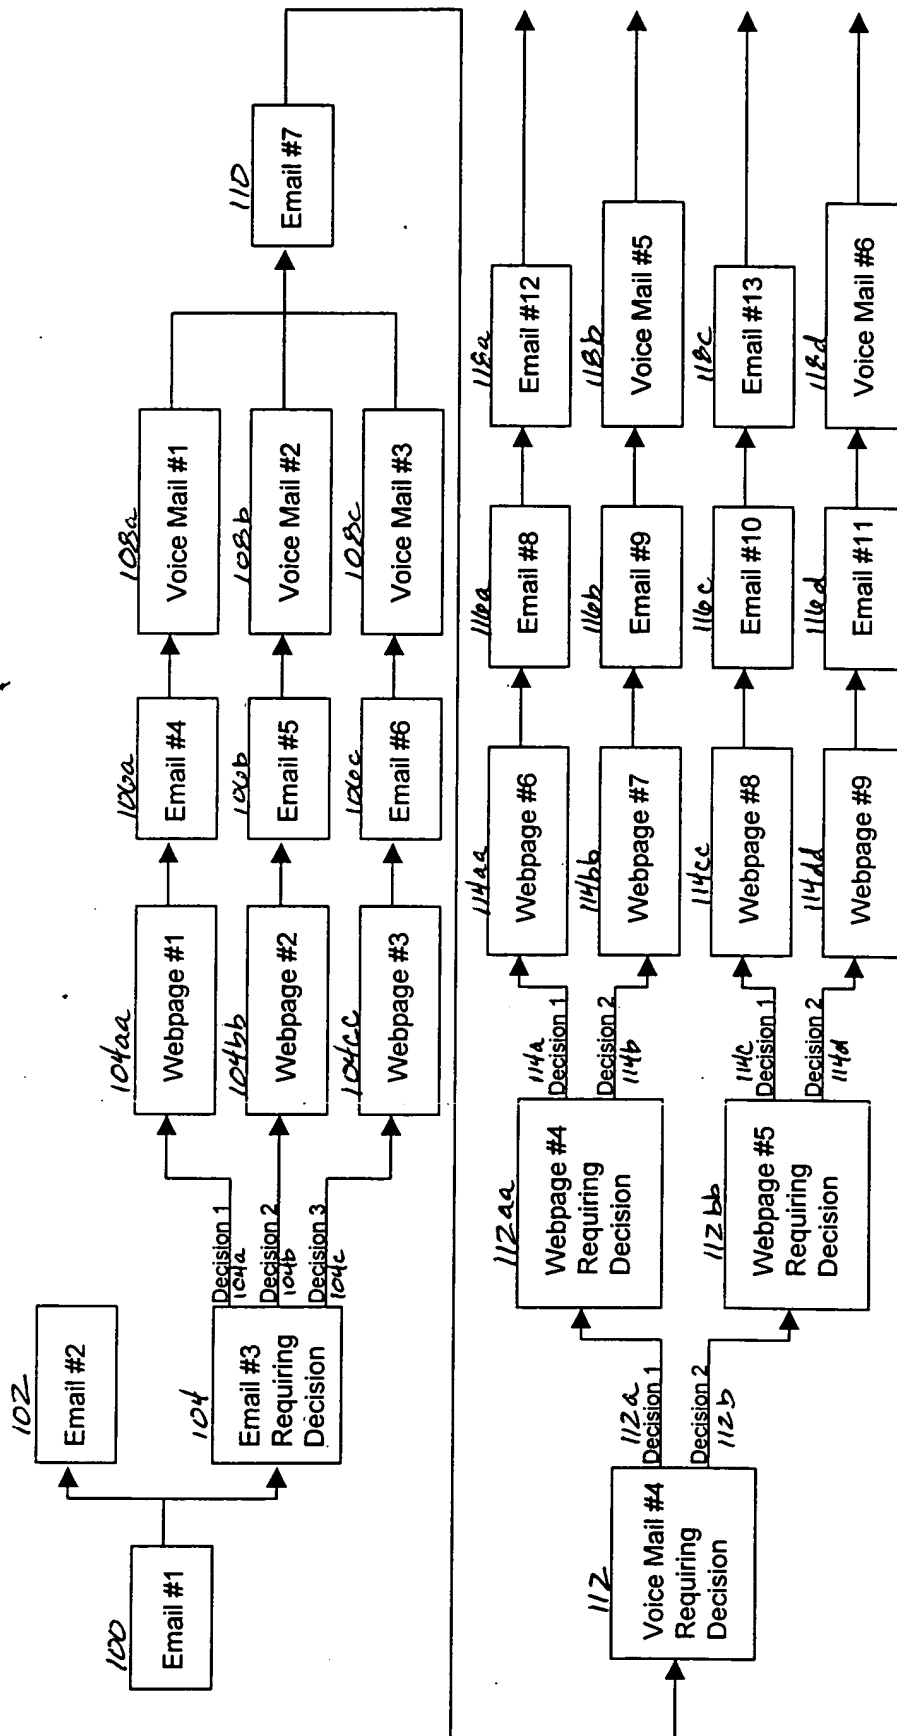 100
Email #1
102
Email #2
104
Email #3
Requiring
Decision
Decision 1
104a
Decision 2
104b
Decision 3
104c
104aa
Webpage #1
104bb
Webpage #2
104cc
Webpage #3
106a
Email #4
106b
Email #5
106c
Email #6
108a
Voice Mail #1
108b
Voice Mail #2
108c
Voice Mail #3
110
Email #7
112
Voice Mail #4
Requiring
Decision
112a
Decision 1
Decision 2
112b
112aa
Webpage #4
Requiring
Decision
112bb
Webpage #5
Requiring
Decision
114a
Decision 1
Decision 2
114b
114c
Decision 1
Decision 2
114d
114aa
Webpage #6
114bb
Webpage #7
114cc
Webpage #8
114dd
Webpage #9
116a
Email #8
116b
Email #9
116c
Email #10
116d
Email #11
118a
Email #12
118b
Voice Mail #5
118c
Email #13
118d
Voice Mail #6